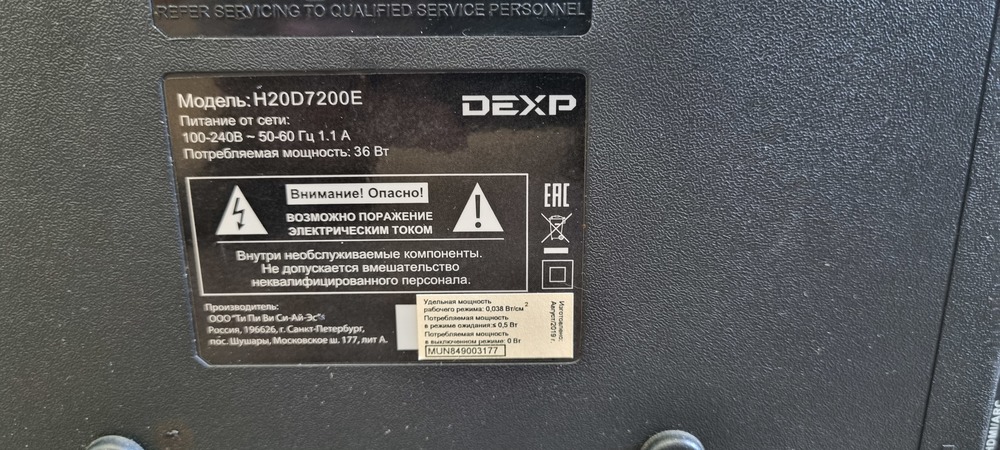 REFER SERVICING TO QUALIFIED SERVICE PERSONNEL
Модель: H20D7200E
DEXP
Питание от сети:
100-240В ~ 50-60 Гц 1.1 А
Потребляемая мощность: 36 Вт
Внимание! Опасно!
ВОЗМОЖНО ПОРАЖЕНИЕ
ЭЛЕКТРИЧЕСКИМ ТОКОМ
EAC
Внутри необслуживаемые компоненты.
Не допускается вмешательство
неквалифицированного персонала.
Производитель:
ООО "Ти Пи Ви Си-Ай-Эс"
Россия, 196626, г. Санкт-Петербург,
пос. Шушары, Московское ш. 177, лит А.
Удельная мощность
рабочего режима: 0,038 Вт/см²
Потребляемая мощность
в режиме ожидания:≤ 0,5 Вт
Потребляемая мощность
в выключенном режиме: 0 Вт
MUN849003177
Изготовлено:
Август/2019 г.